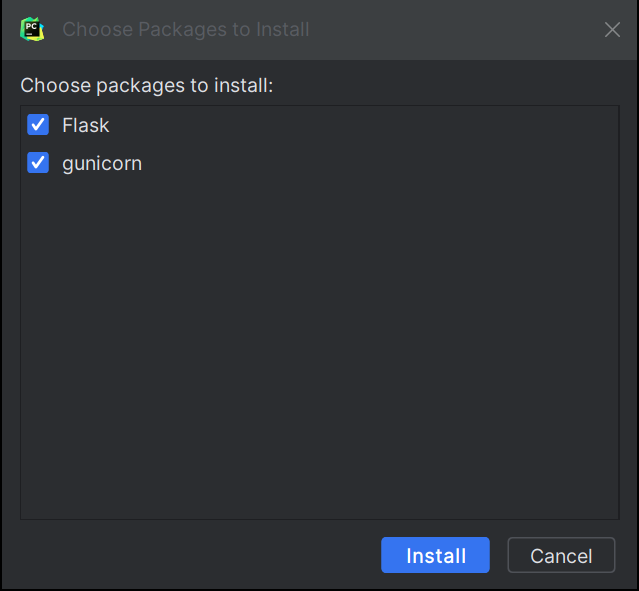 PC
Choose Packages to Install
Choose packages to install:
Flask
gunicorn
Install
Cancel